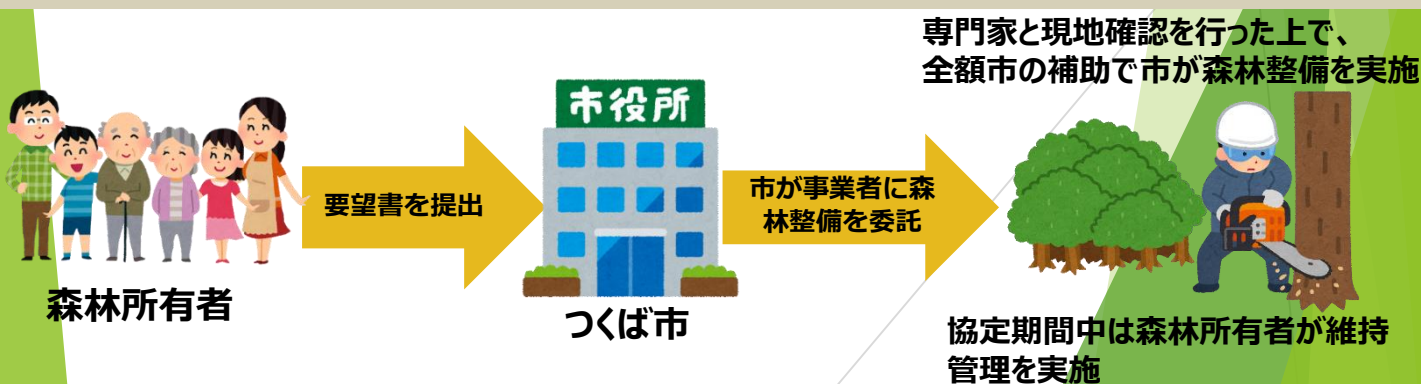 専門家と現地確認を行った上で、
全額市の補助で市が森林整備を実施
市役所
要望書を提出
市が事業者に森
林整備を委託
森林所有者
つくば市
協定期間中は森林所有者が維持
管理を実施